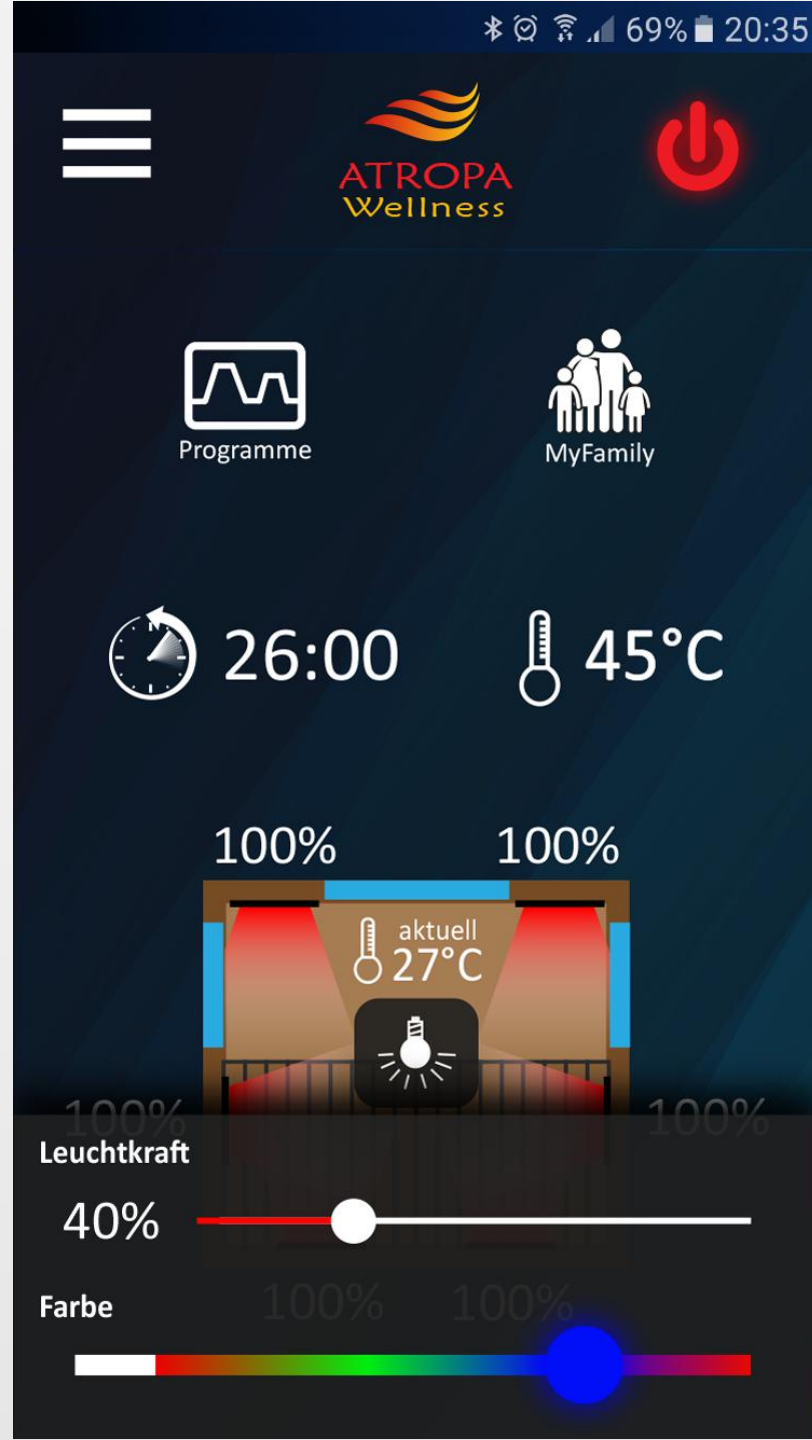 69% 20:35
ATROPA
Wellness
Programme
MyFamily
26:00
45°C
100%
100%
aktuell
27°C
100%
100%
Leuchtkraft
40%
100%
100%
Farbe